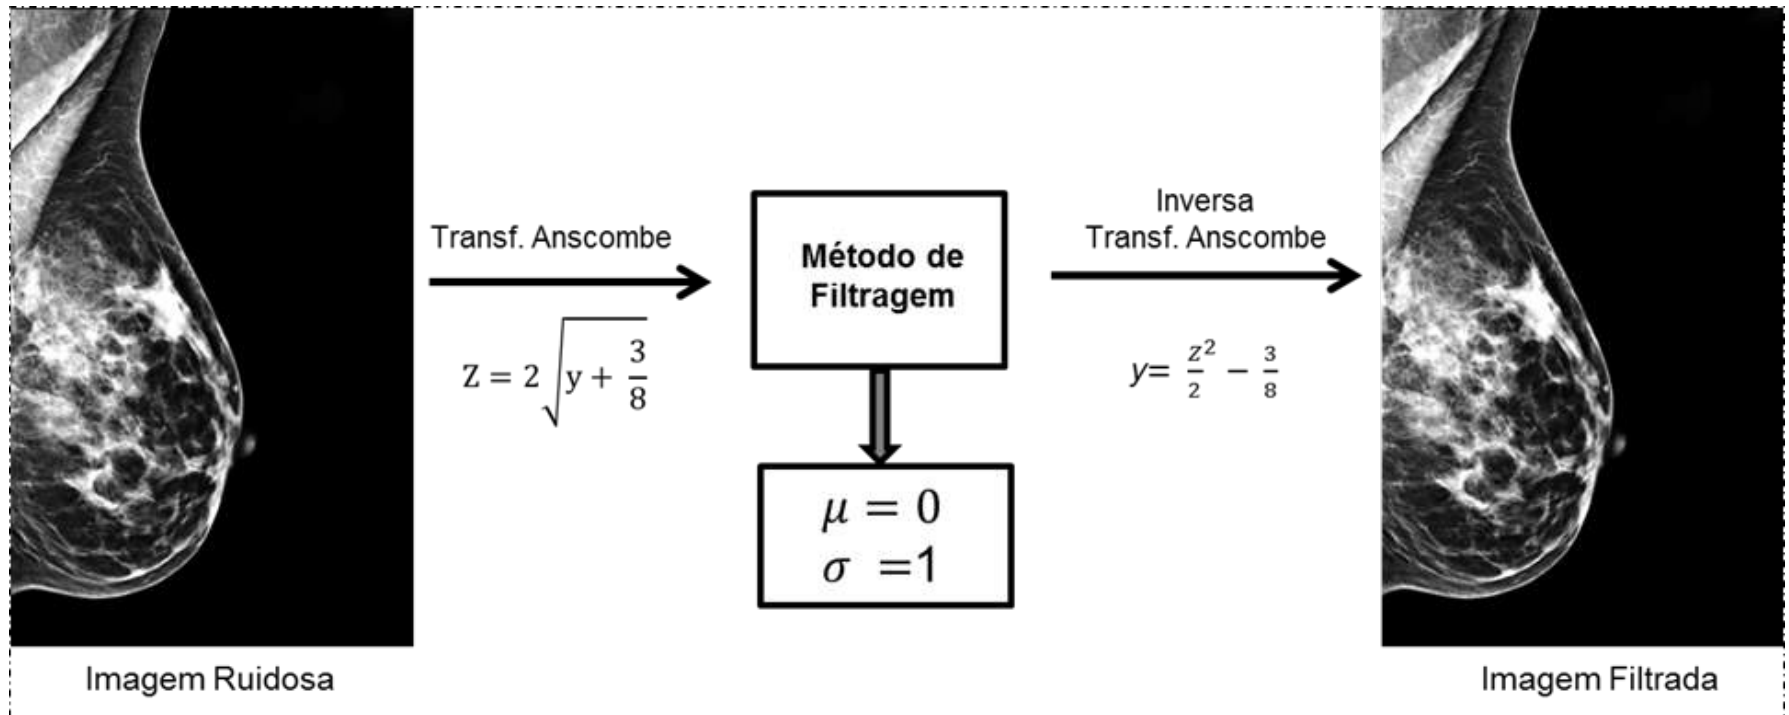 Transf. Anscombe
Z = 2 √(y + 3/8)
Método de
Filtragem
μ = 0
σ =1
Inversa
Transf. Anscombe
y= z²/2 − 3/8
Imagem Ruidosa
Imagem Filtrada